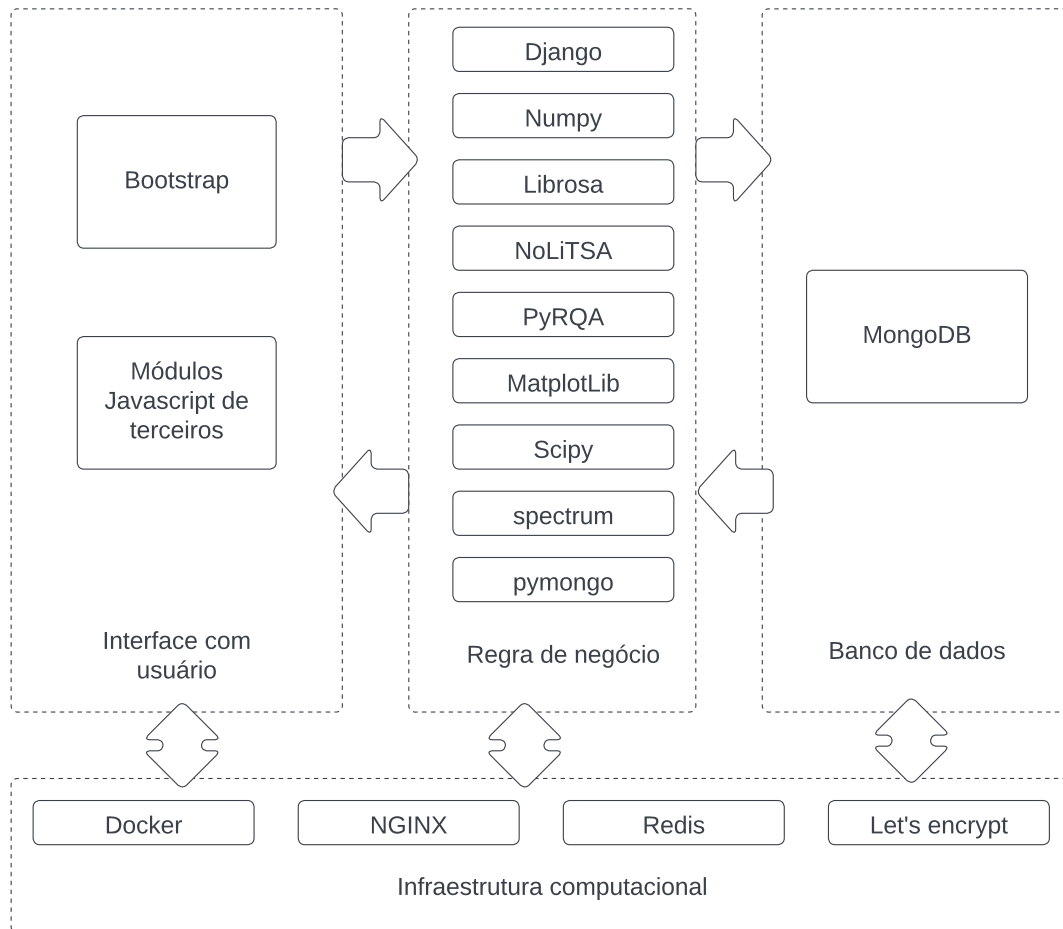 Bootstrap
Módulos
Javascript de
terceiros
Interface com
usuário
Django
Numpy
Librosa
NoLiTSA
PyRQA
MatplotLib
Scipy
spectrum
pymongo
Regra de negócio
MongoDB
Banco de dados
Docker
NGINX
Redis
Let's encrypt
Infraestrutura computacional